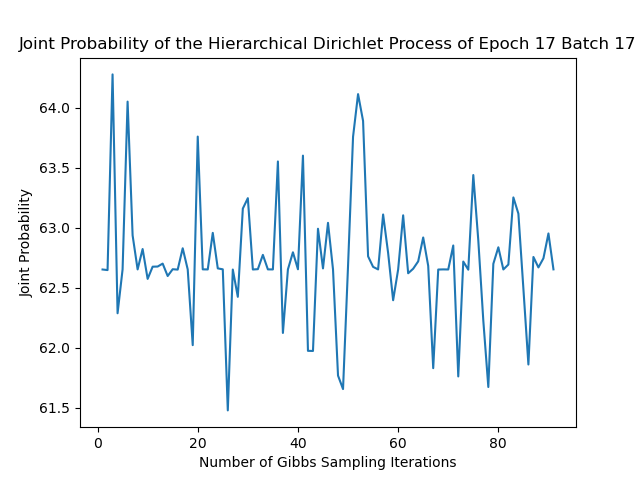 Joint Probability of the Hierarchical Dirichlet Process of Epoch 17 Batch 17
64.0
63.5
63.0
62.5
62.0
61.5
Joint Probability
0 20 40 60 80
Number of Gibbs Sampling Iterations